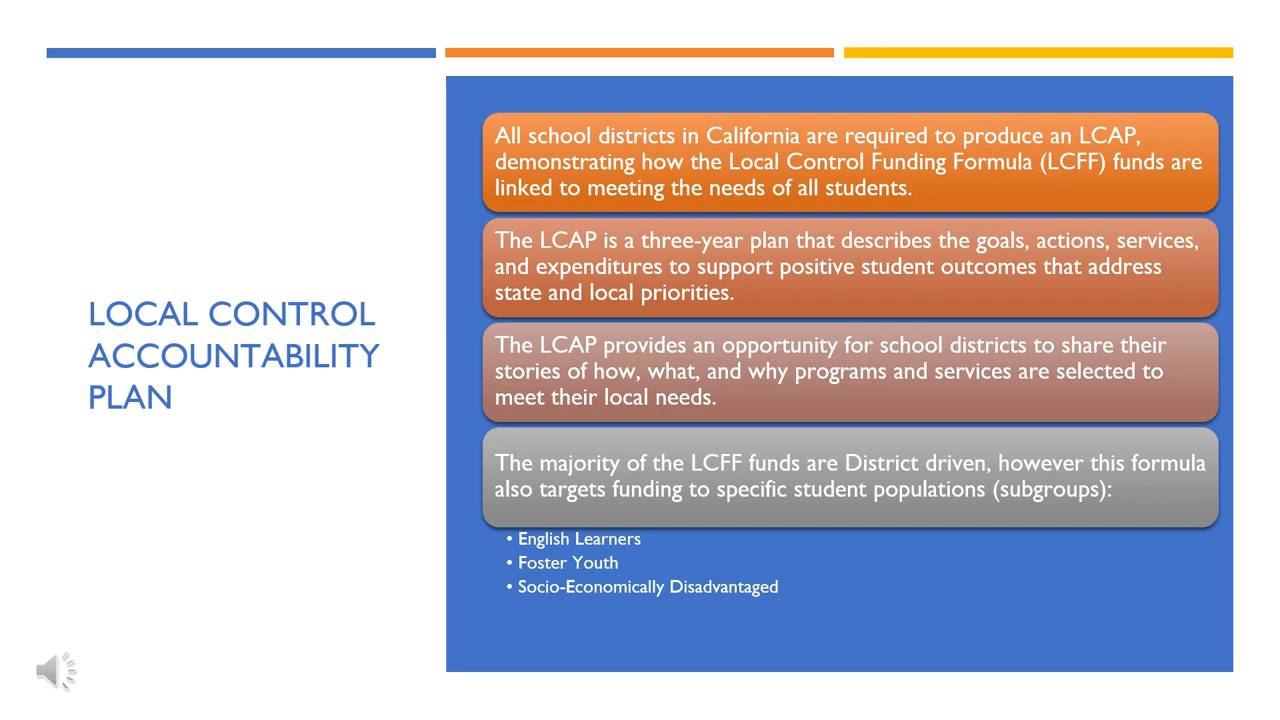 LOCAL CONTROL
ACCOUNTABILITY
PLAN
All school districts in California are required to produce an LCAP,
demonstrating how the Local Control Funding Formula (LCFF) funds are
linked to meeting the needs of all students.
The LCAP is a three-year plan that describes the goals, actions, services,
and expenditures to support positive student outcomes that address
state and local priorities.
The LCAP provides an opportunity for school districts to share their
stories of how, what, and why programs and services are selected to
meet their local needs.
The majority of the LCFF funds are District driven, however this formula
also targets funding to specific student populations (subgroups):
• English Learners
• Foster Youth
• Socio-Economically Disadvantaged